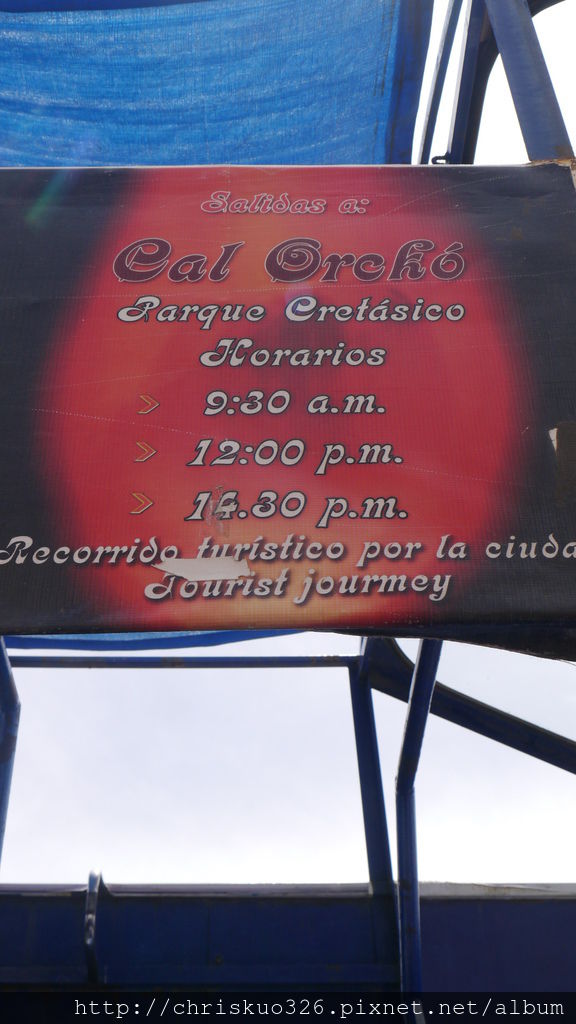 Salidas a:
Cal Orckó
Parque Cretásico
Horarios
> 9:30 a.m.
> 12:00 p.m.
> 14.30 p.m.
Recorrido turístico por la ciuda
Tourist jourmey
http://chriskuo326.pixnet.net/album